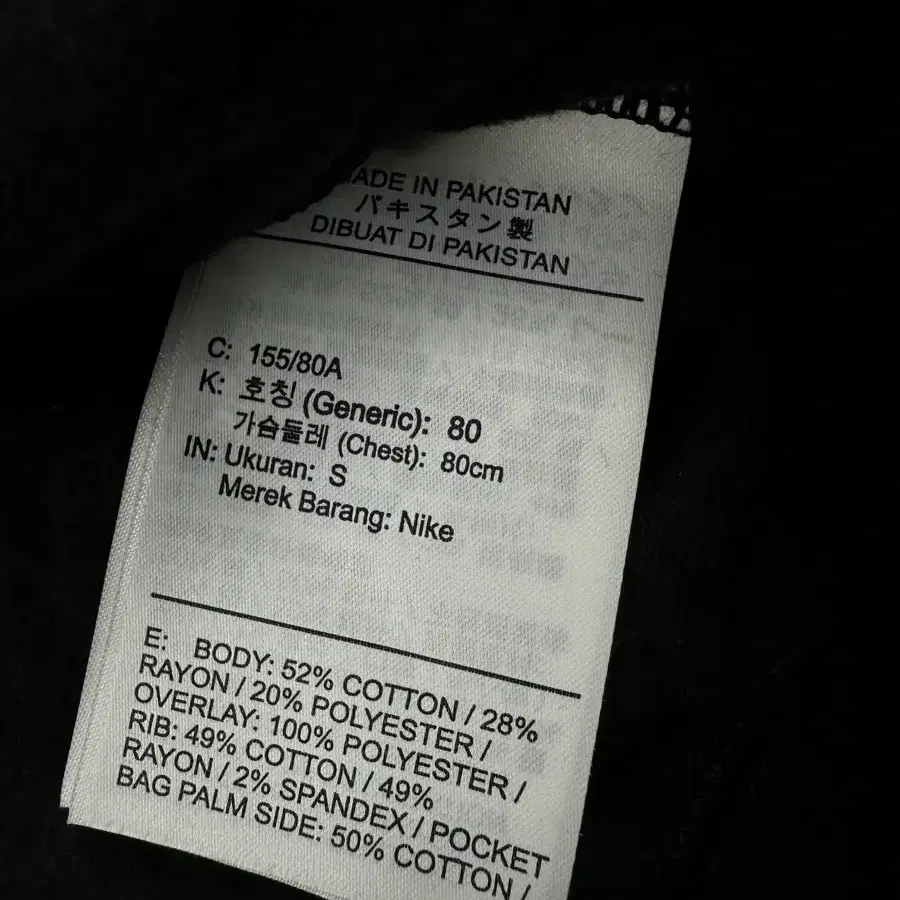 MADE IN PAKISTAN
パキスタン製
DIBUAT DI PAKISTAN
C: 155/80A
K: 호칭 (Generic): 80
가슴둘레 (Chest): 80cm
IN: Ukuran: S
Merek Barang: Nike
E: BODY: 52% COTTON / 28%
RAYON / 20% POLYESTER /
OVERLAY: 100% POLYESTER /
RIB: 49% COTTON / 49%
RAYON / 2% SPANDEX / POCKET
BAG PALM SIDE: 50% COTTON /